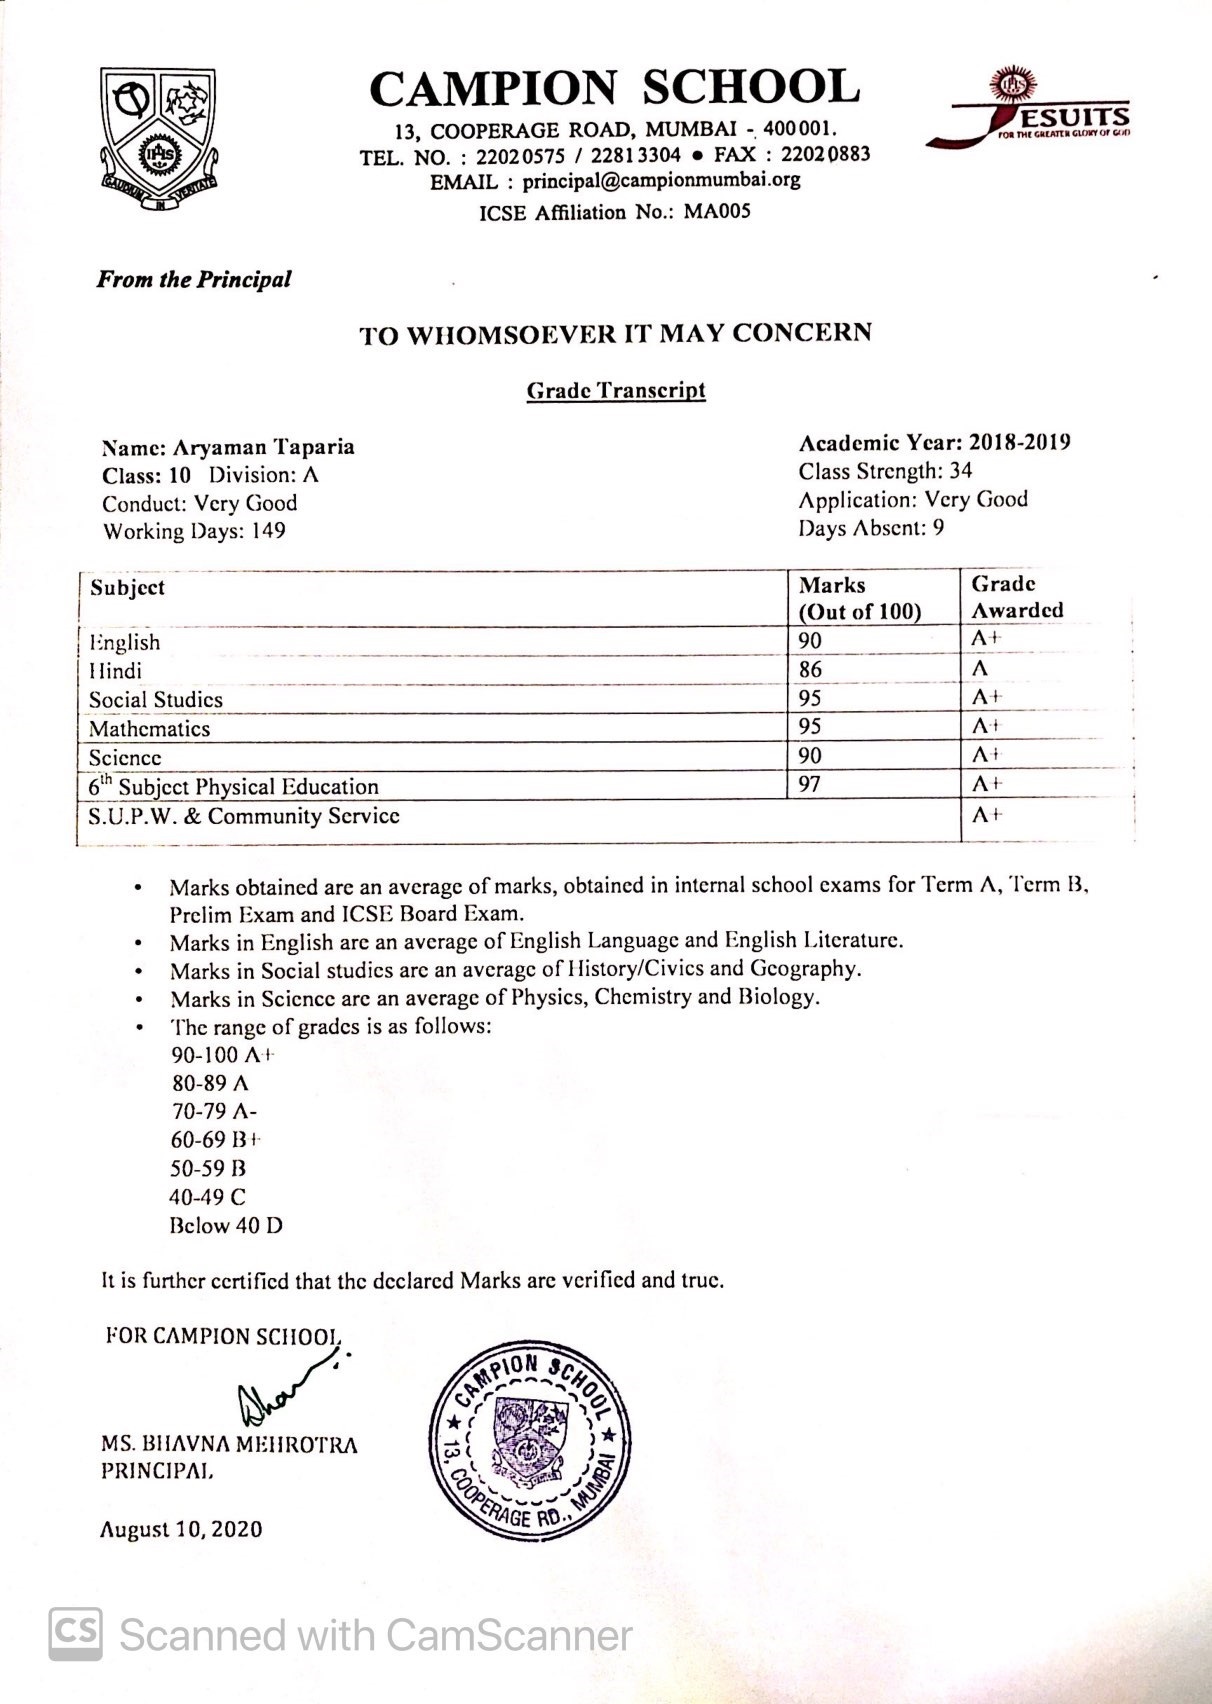 CAMPION SCHOOL
13, COOPERAGE ROAD, MUMBAI - 400001.
TEL. NO. : 22020575 / 22813304 • FAX : 22020883
EMAIL : principal@campionmumbai.org
ICSE Affiliation No.: MA005
GAUDIUM IN VERITATE
IHS
JESUITS
FOR THE GREATER GLORY OF GOD
From the Principal
TO WHOMSOEVER IT MAY CONCERN
Grade Transcript
Name: Aryaman Taparia
Class: 10 Division: A
Conduct: Very Good
Working Days: 149
Academic Year: 2018-2019
Class Strength: 34
Application: Very Good
Days Absent: 9
Subject Marks (Out of 100) Grade Awarded
English 90 A+
Hindi 86 A
Social Studies 95 A+
Mathematics 95 A+
Science 90 A+
6th Subject Physical Education 97 A+
S.U.P.W. & Community Service A+
• Marks obtained are an average of marks, obtained in internal school exams for Term A, Term B,
Prelim Exam and ICSE Board Exam.
• Marks in English are an average of English Language and English Literature.
• Marks in Social studies are an average of History/Civics and Geography.
• Marks in Science are an average of Physics, Chemistry and Biology.
• The range of grades is as follows:
90-100 A+
80-89 A
70-79 A-
60-69 B+
50-59 B
40-49 C
Below 40 D
It is further certified that the declared Marks are verified and true.
FOR CAMPION SCHOOL
MS. BHAVNA MEHROTRA
PRINCIPAL
August 10, 2020
★ CAMPION SCHOOL ★
13, COOPERAGE RD., MUMBAI
CS Scanned with CamScanner